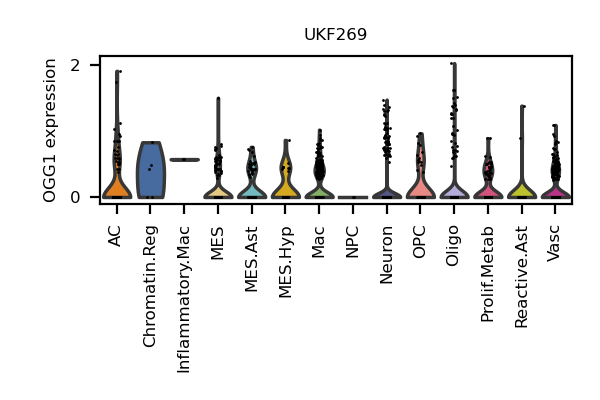 UKF269
OGG1 expression
2
0
AC
Chromatin.Reg
Inflammatory.Mac
MES
MES.Ast
MES.Hyp
Mac
NPC
Neuron
OPC
Oligo
Prolif.Metab
Reactive.Ast
Vasc